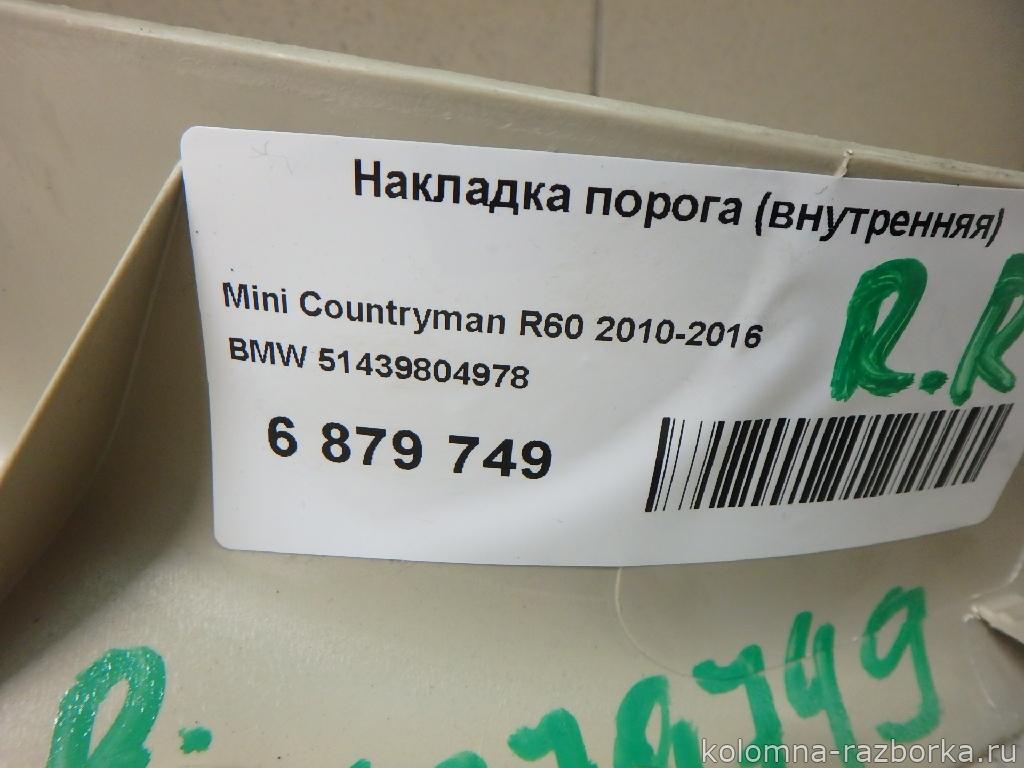 Накладка порога (внутренняя)
R.R
Mini Countryman R60 2010-2016
BMW 51439804978
6 879 749
kolomna-razborka.ru